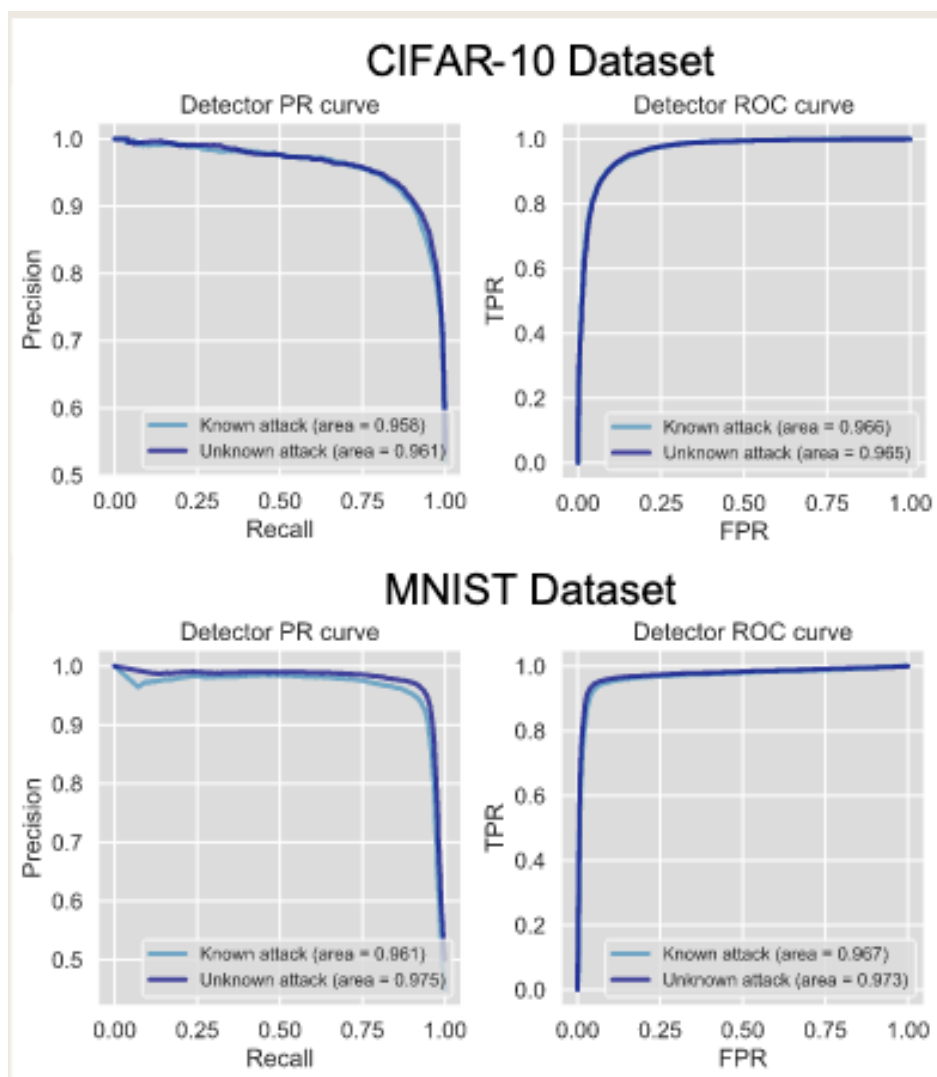 CIFAR-10 Dataset
Detector PR curve
1.0
0.9
0.8
0.7
0.6
0.5
Precision
Known attack (area = 0.958)
Unknown attack (area = 0.961)
0.00 0.25 0.50 0.75 1.00
Recall
Detector ROC curve
1.0
0.8
0.6
0.4
0.2
0.0
TPR
Known attack (area = 0.966)
Unknown attack (area = 0.965)
0.00 0.25 0.50 0.75 1.00
FPR
MNIST Dataset
Detector PR curve
1.0
0.9
0.8
0.7
0.6
0.5
Precision
Known attack (area = 0.961)
Unknown attack (area = 0.975)
0.00 0.25 0.50 0.75 1.00
Recall
Detector ROC curve
1.0
0.8
0.6
0.4
0.2
0.0
TPR
Known attack (area = 0.967)
Unknown attack (area = 0.973)
0.00 0.25 0.50 0.75 1.00
FPR